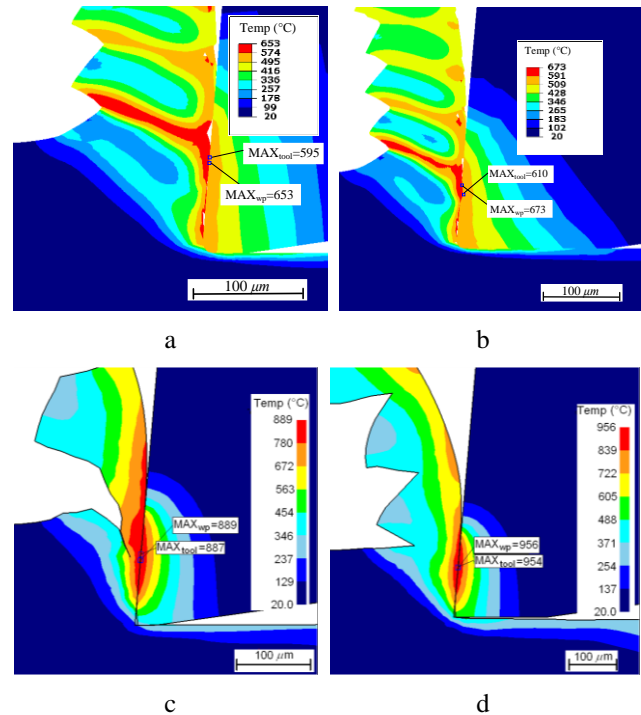 Temp (°C)
653
574
495
416
336
257
178
99
20
MAXtool=595
MAXwp=653
100 μm
a
Temp (°C)
673
591
509
428
346
265
183
102
20
MAXtool=610
MAXwp=673
100 μm
b
Temp (°C)
889
780
672
563
454
346
237
129
20.0
MAXwp=889
MAXtool=887
100 μm
c
Temp (°C)
956
839
722
605
488
371
254
137
20.0
MAXwp=956
MAXtool=954
100 μm
d